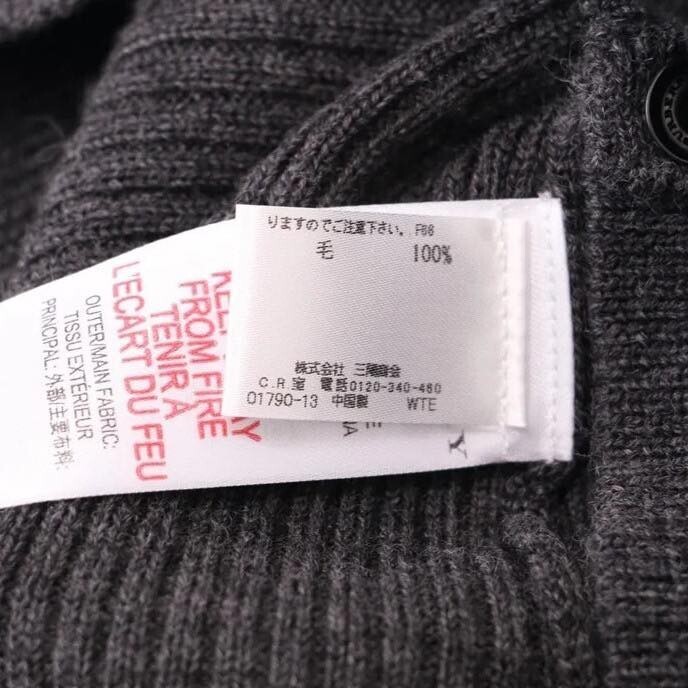 りますのでご注意下さい。F66
毛 100%
株式会社 三陽商会
C.R室 電話0120-340-460
01790-13 中国製 WTE
AY
FROM FIRE
TENIR À
L'ECART DU FEU
OUTER/MAIN FABRIC:
TISSU EXTÉRIEUR
PRINCIPAL: 外部/主要布料: